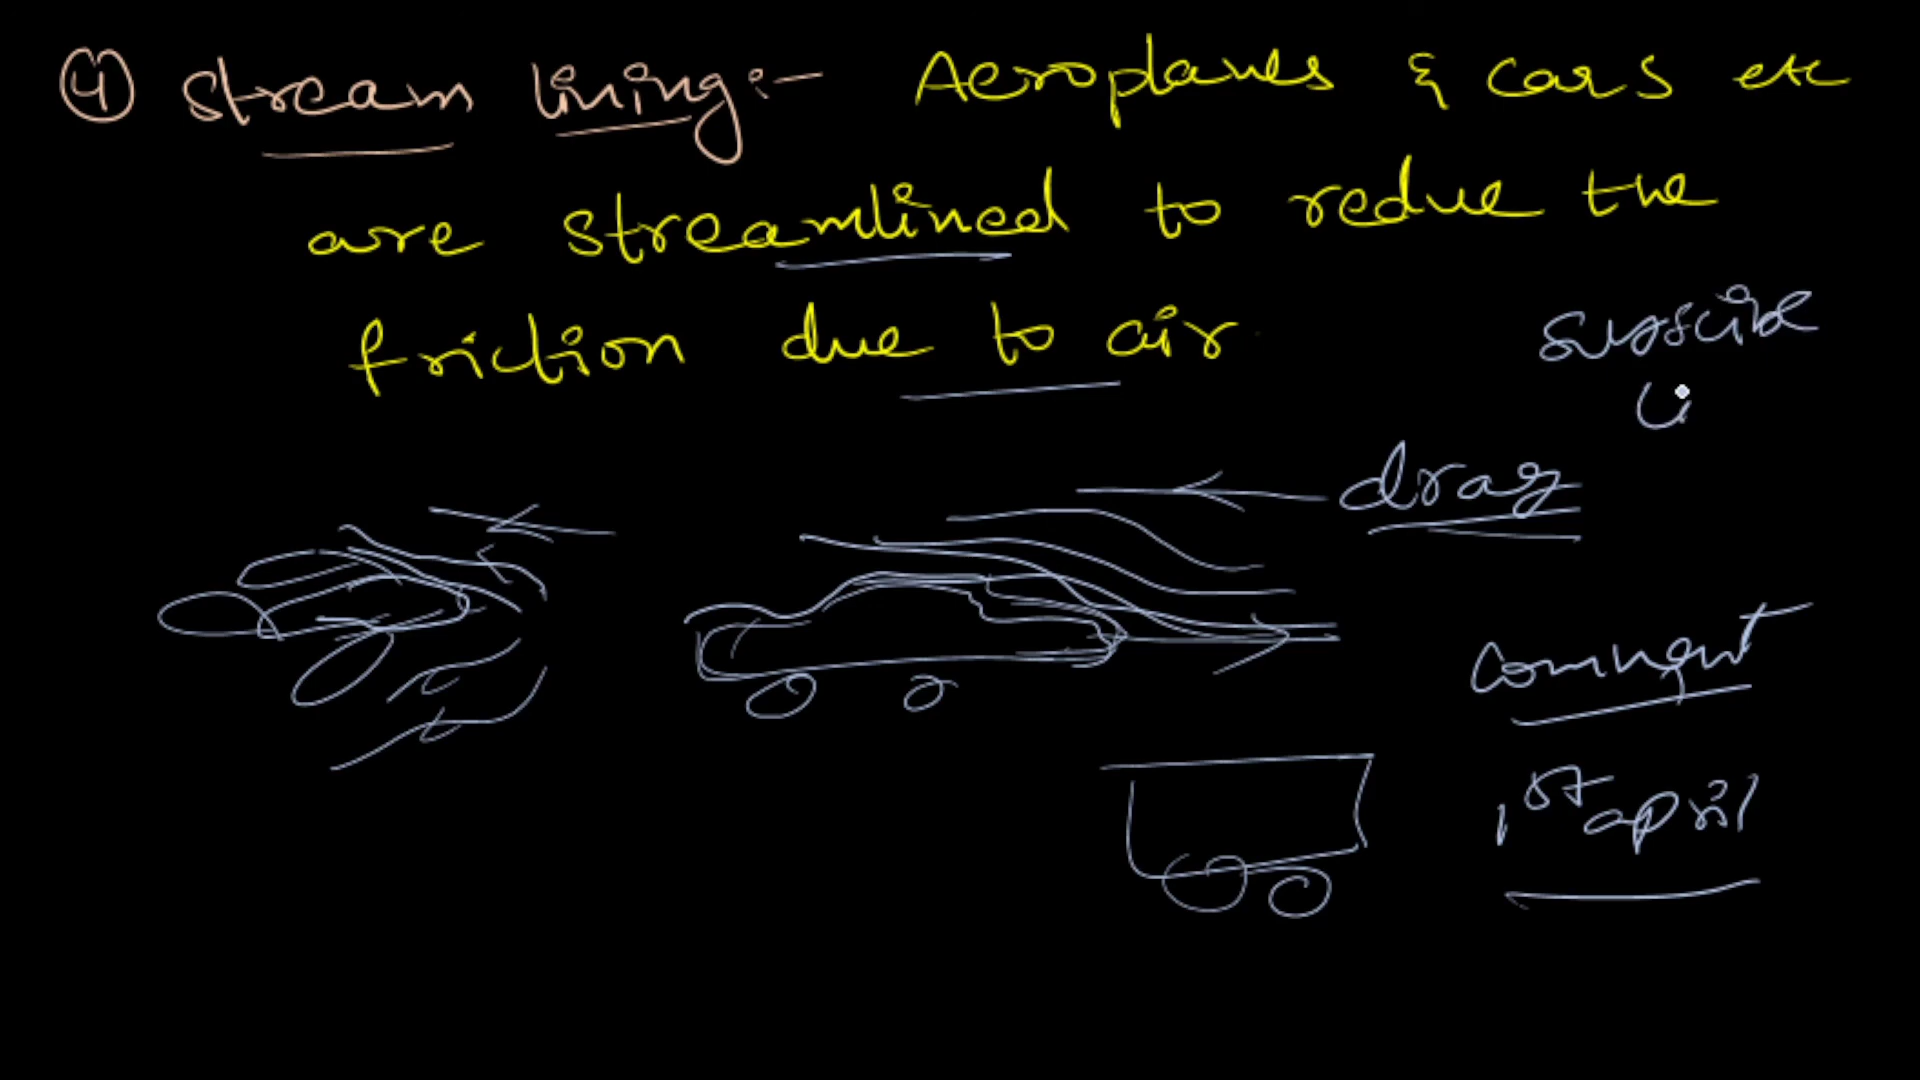 ④ Stream lining:- Aeroplanes & cars etc
are streamlined to redue the
friction due to air
drag
comment
1st april